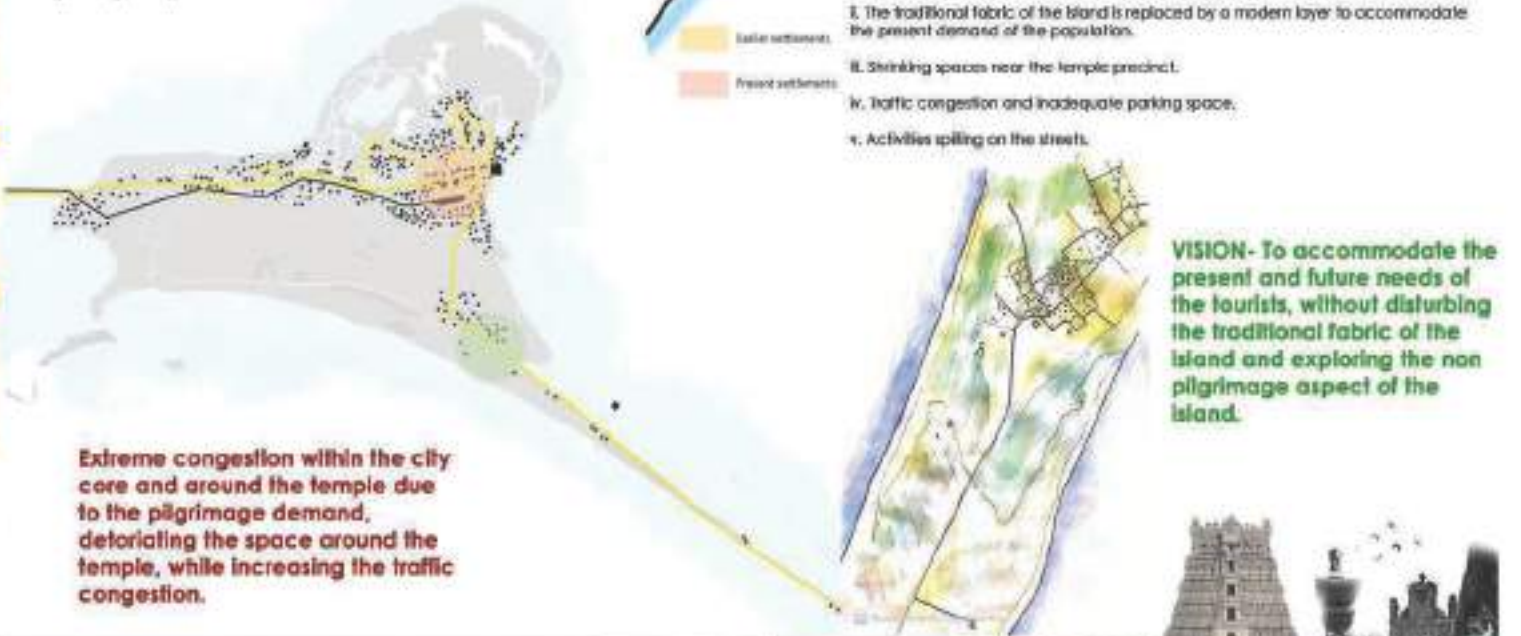 ii. The traditional fabric of the island is replaced by a modern layer to accommodate
the present demand of the population.
Earlier settlements
Present settlements
iii. Shrinking spaces near the temple precinct.
iv. Traffic congestion and inadequate parking space.
v. Activities spilling on the streets.
VISION- To accommodate the
present and future needs of
the tourists, without disturbing
the traditional fabric of the
island and exploring the non
pilgrimage aspect of the
island.
Extreme congestion within the city
core and around the temple due
to the pilgrimage demand,
detoriating the space around the
temple, while increasing the traffic
congestion.